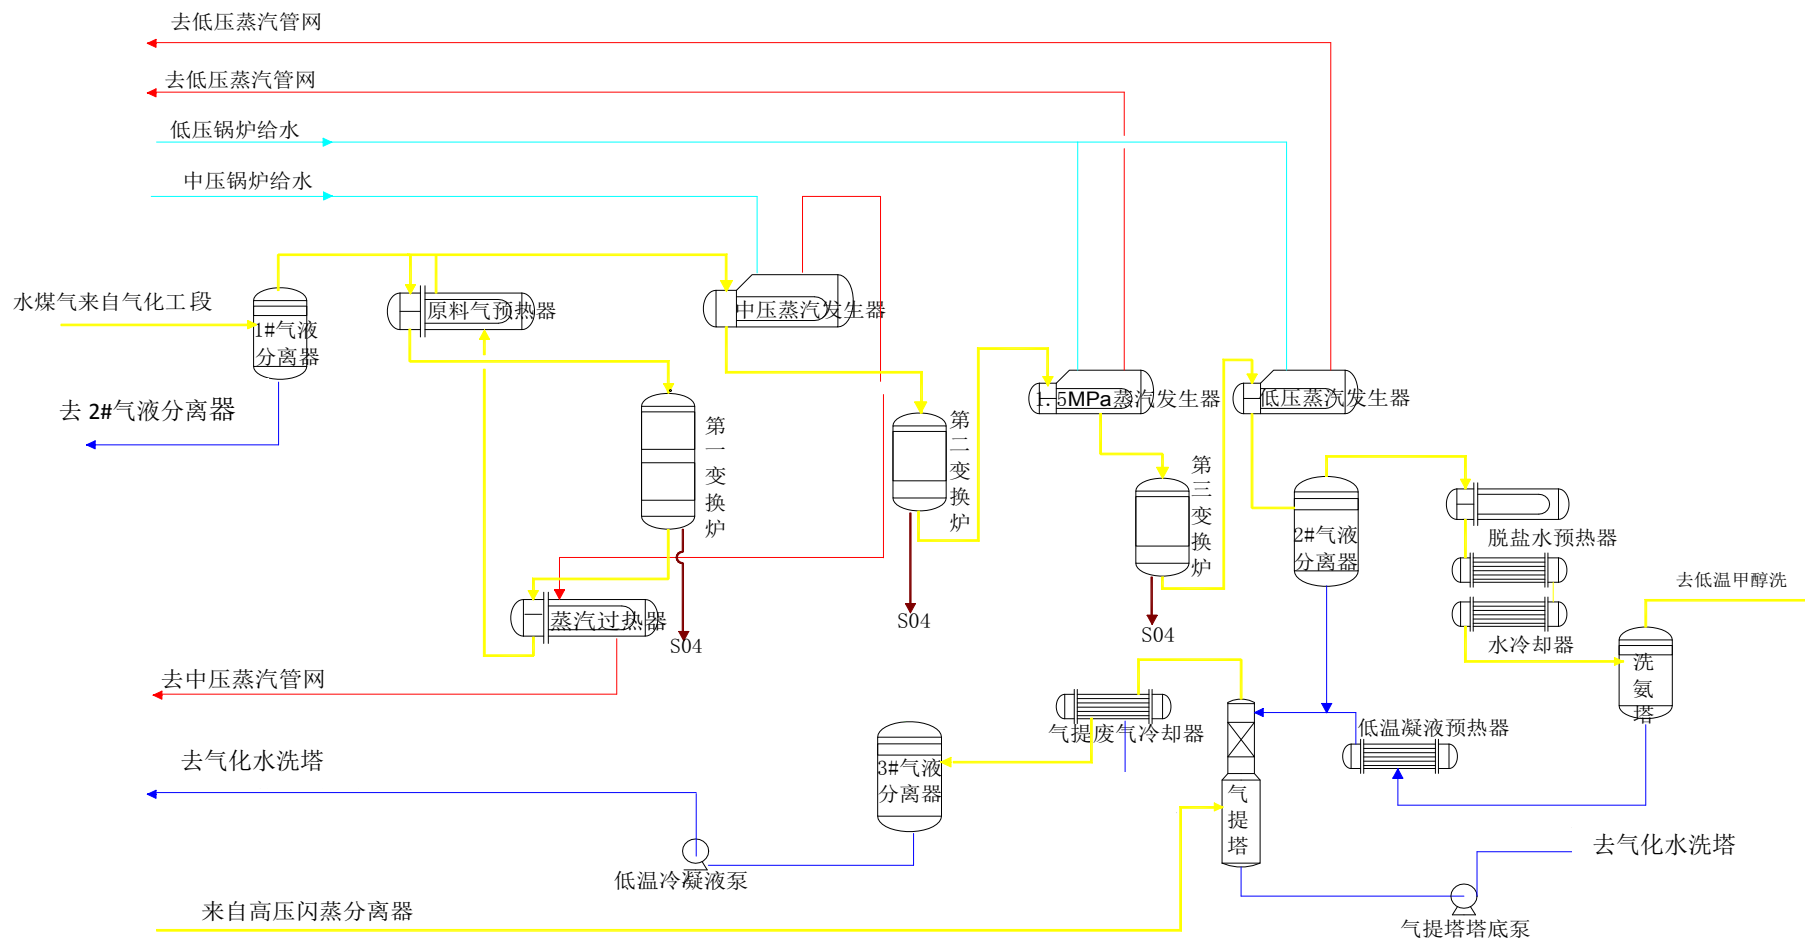 去低压蒸汽管网
去低压蒸汽管网
低压锅炉给水
中压锅炉给水
水煤气来自气化工段
1#气液
分离器
原料气预热器
中压蒸汽发生器
去2#气液分离器
第一变换炉
第二变换炉
1.5MPa蒸汽发生器
低压蒸汽发生器
第三变换炉
2#气液
分离器
脱盐水预热器
去低温甲醇洗
蒸汽过热器
S04
S04
S04
水冷却器
洗氨塔
去中压蒸汽管网
气提废气冷却器
低温凝液预热器
去气化水洗塔
3#气液
分离器
气提塔
去气化水洗塔
低温冷凝液泵
来自高压闪蒸分离器
气提塔塔底泵